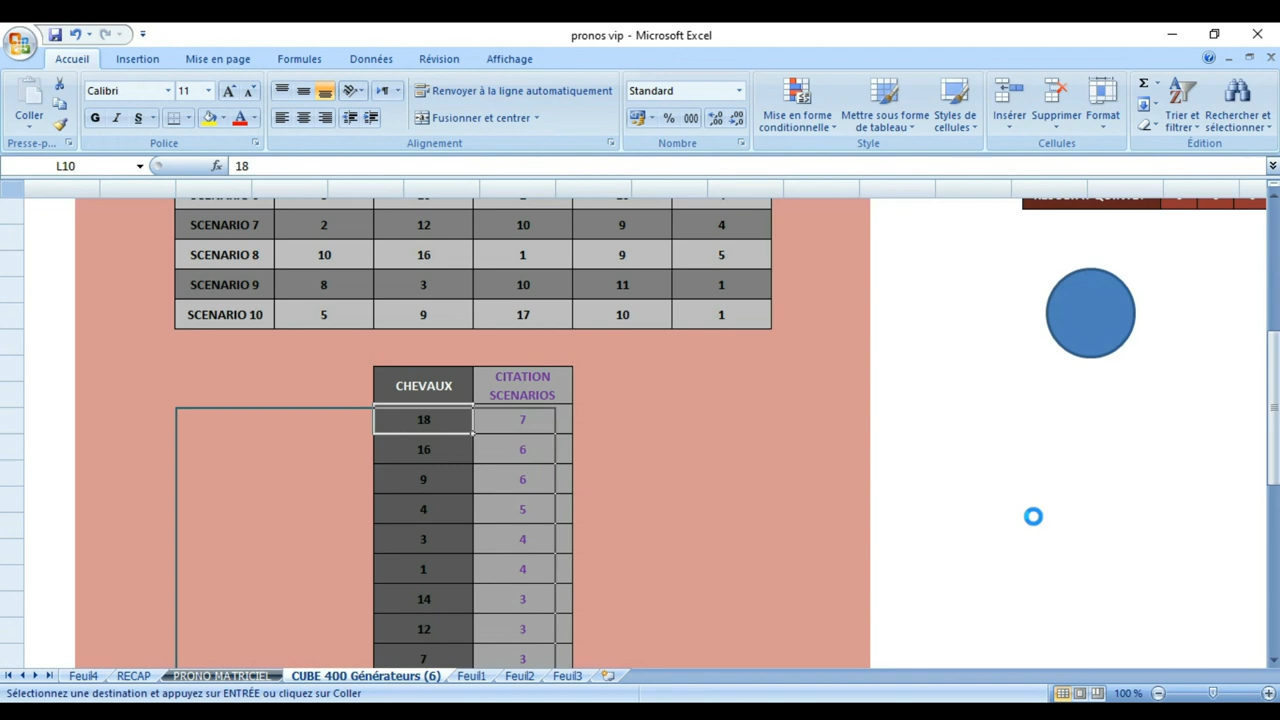 pronos vip - Microsoft Excel
Accueil Insertion Mise en page Formules Données Révision Affichage
Coller
Calibri 11
G I S
Renvoyer à la ligne automatiquement
Fusionner et centrer
Standard
% 000
Mise en forme conditionnelle
Mettre sous forme de tableau
Styles de cellules
Insérer Supprimer Format
Trier et filtrer
Rechercher et sélectionner
Presse-p... Police Alignement Nombre Style Cellules Édition
L10 fx 18
SCENARIO 7 2 12 10 9 4
SCENARIO 8 10 16 1 9 5
SCENARIO 9 8 3 10 11 1
SCENARIO 10 5 9 17 10 1
CHEVAUX CITATION SCENARIOS
18 7
16 6
9 6
4 5
3 4
1 4
14 3
12 3
7 3
Feuil4 RECAP PRONO MATRICIEL CUBE 400 Générateurs (6) Feuil1 Feuil2 Feuil3
Sélectionnez une destination et appuyez sur ENTRÉE ou cliquez sur Coller
100 %